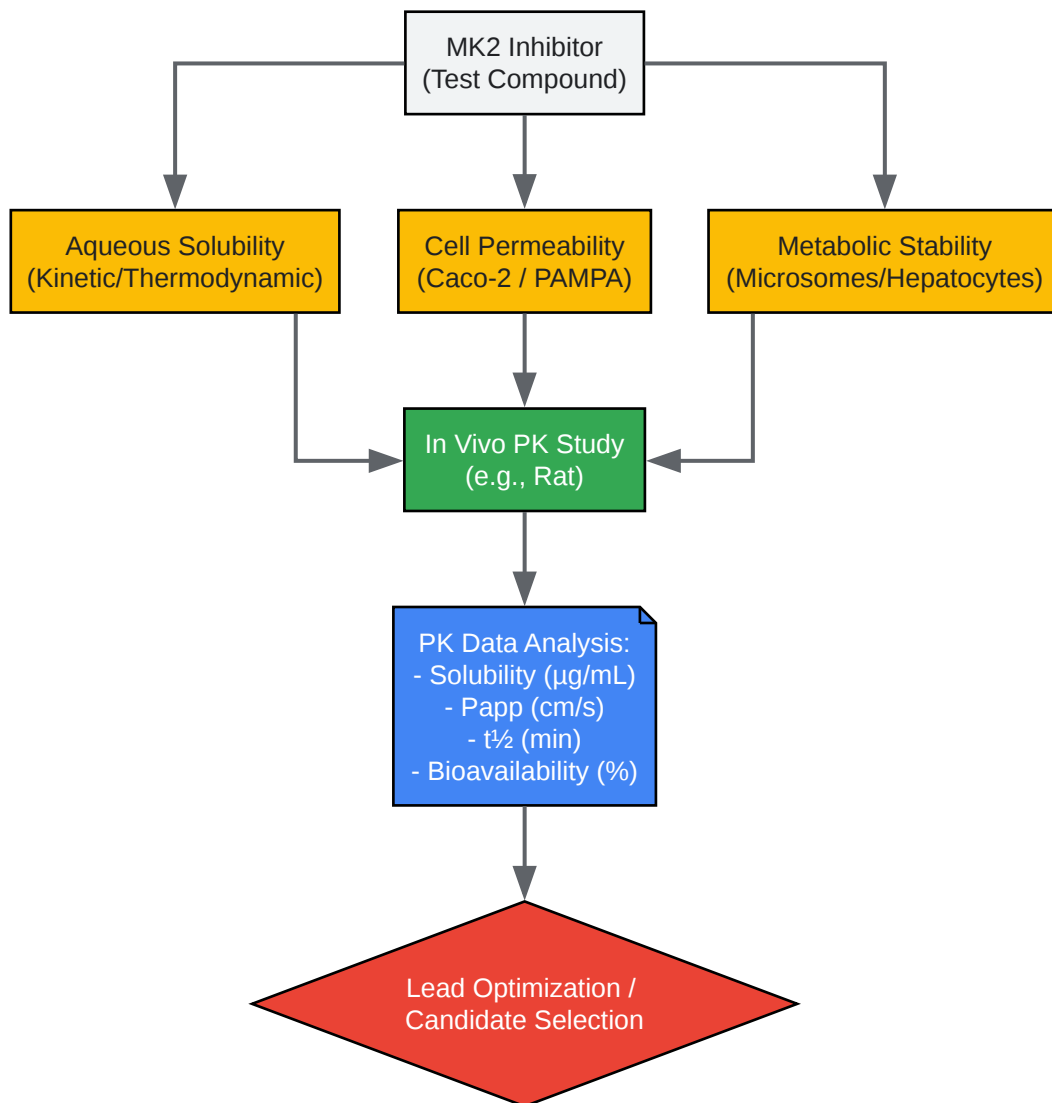 MK2 Inhibitor
(Test Compound)
Aqueous Solubility
(Kinetic/Thermodynamic)
Cell Permeability
(Caco-2 / PAMPA)
Metabolic Stability
(Microsomes/Hepatocytes)
In Vivo PK Study
(e.g., Rat)
PK Data Analysis:
- Solubility (µg/mL)
- Papp (cm/s)
- t½ (min)
- Bioavailability (%)
Lead Optimization /
Candidate Selection